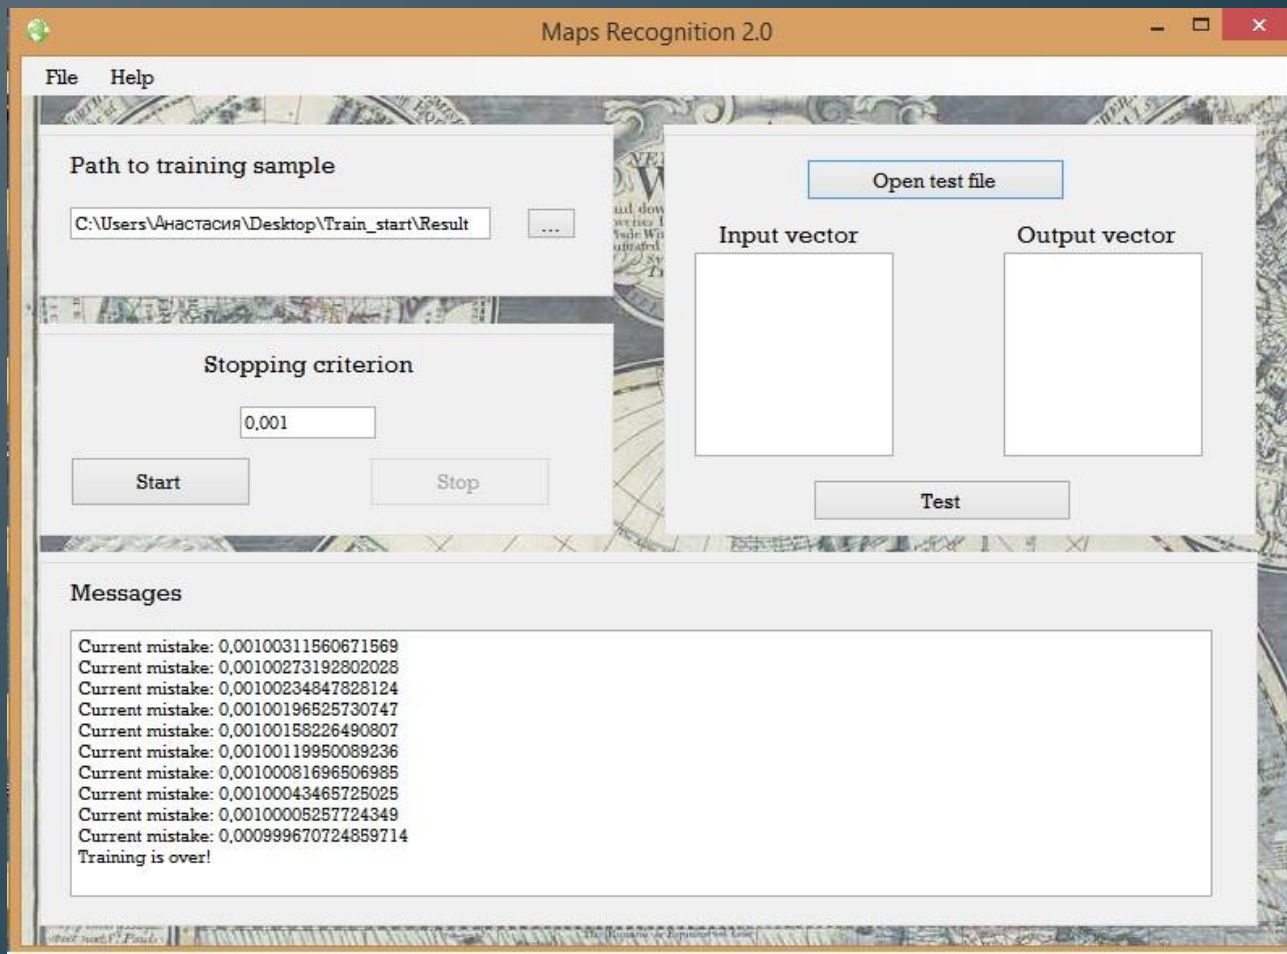 Maps Recognition 2.0
File Help
Path to training sample
C:\Users\Анастасия\Desktop\Train_start\Result ...
Open test file
Input vector Output vector
Stopping criterion
0,001
Start Stop
Test
Messages
Current mistake: 0,00100311560671569
Current mistake: 0,00100273192802028
Current mistake: 0,00100234847828124
Current mistake: 0,00100196525730747
Current mistake: 0,00100158226490807
Current mistake: 0,00100119950089236
Current mistake: 0,00100081696506985
Current mistake: 0,00100043465725025
Current mistake: 0,00100005257724349
Current mistake: 0,000999670724859714
Training is over!